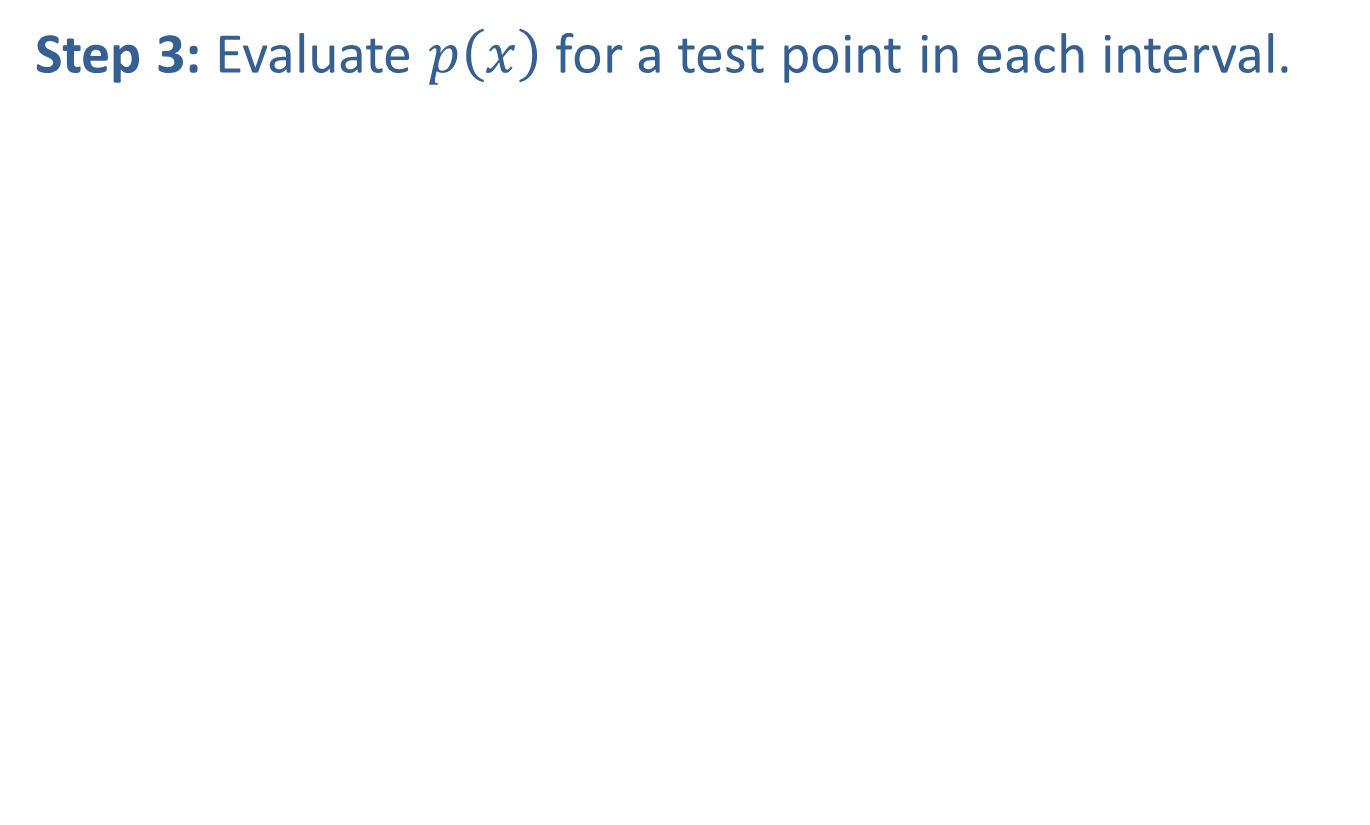 Step 3: Evaluate p(x) for a test point in each interval.